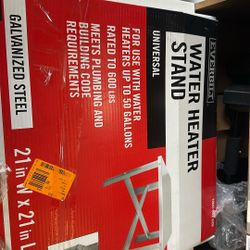 EVERBILT
WATER HEATER
STAND
UNIVERSAL
FOR USE WITH WATER
HEATERS UP TO 50 GALLONS
RATED TO 600 LBS
MEETS PLUMBING AND
BUILDING CODE
REQUIREMENTS
GALVANIZED STEEL
21 in W x 21 in L